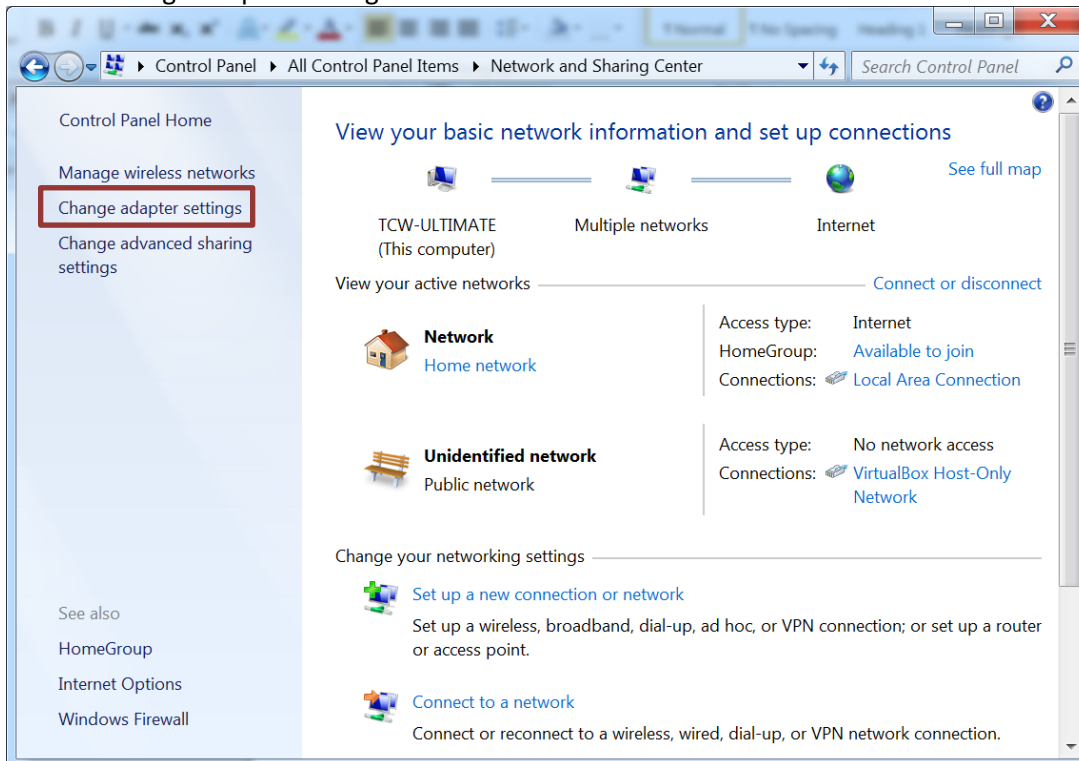 Control Panel ▸ All Control Panel Items ▸ Network and Sharing Center
Search Control Panel
Control Panel Home
Manage wireless networks
Change adapter settings
Change advanced sharing
settings
See also
HomeGroup
Internet Options
Windows Firewall
View your basic network information and set up connections
See full map
TCW-ULTIMATE
(This computer)
Multiple networks
Internet
View your active networks
Connect or disconnect
Network
Home network
Access type: Internet
HomeGroup: Available to join
Connections: Local Area Connection
Unidentified network
Public network
Access type: No network access
Connections: VirtualBox Host-Only
Network
Change your networking settings
Set up a new connection or network
Set up a wireless, broadband, dial-up, ad hoc, or VPN connection; or set up a router
or access point.
Connect to a network
Connect or reconnect to a wireless, wired, dial-up, or VPN network connection.